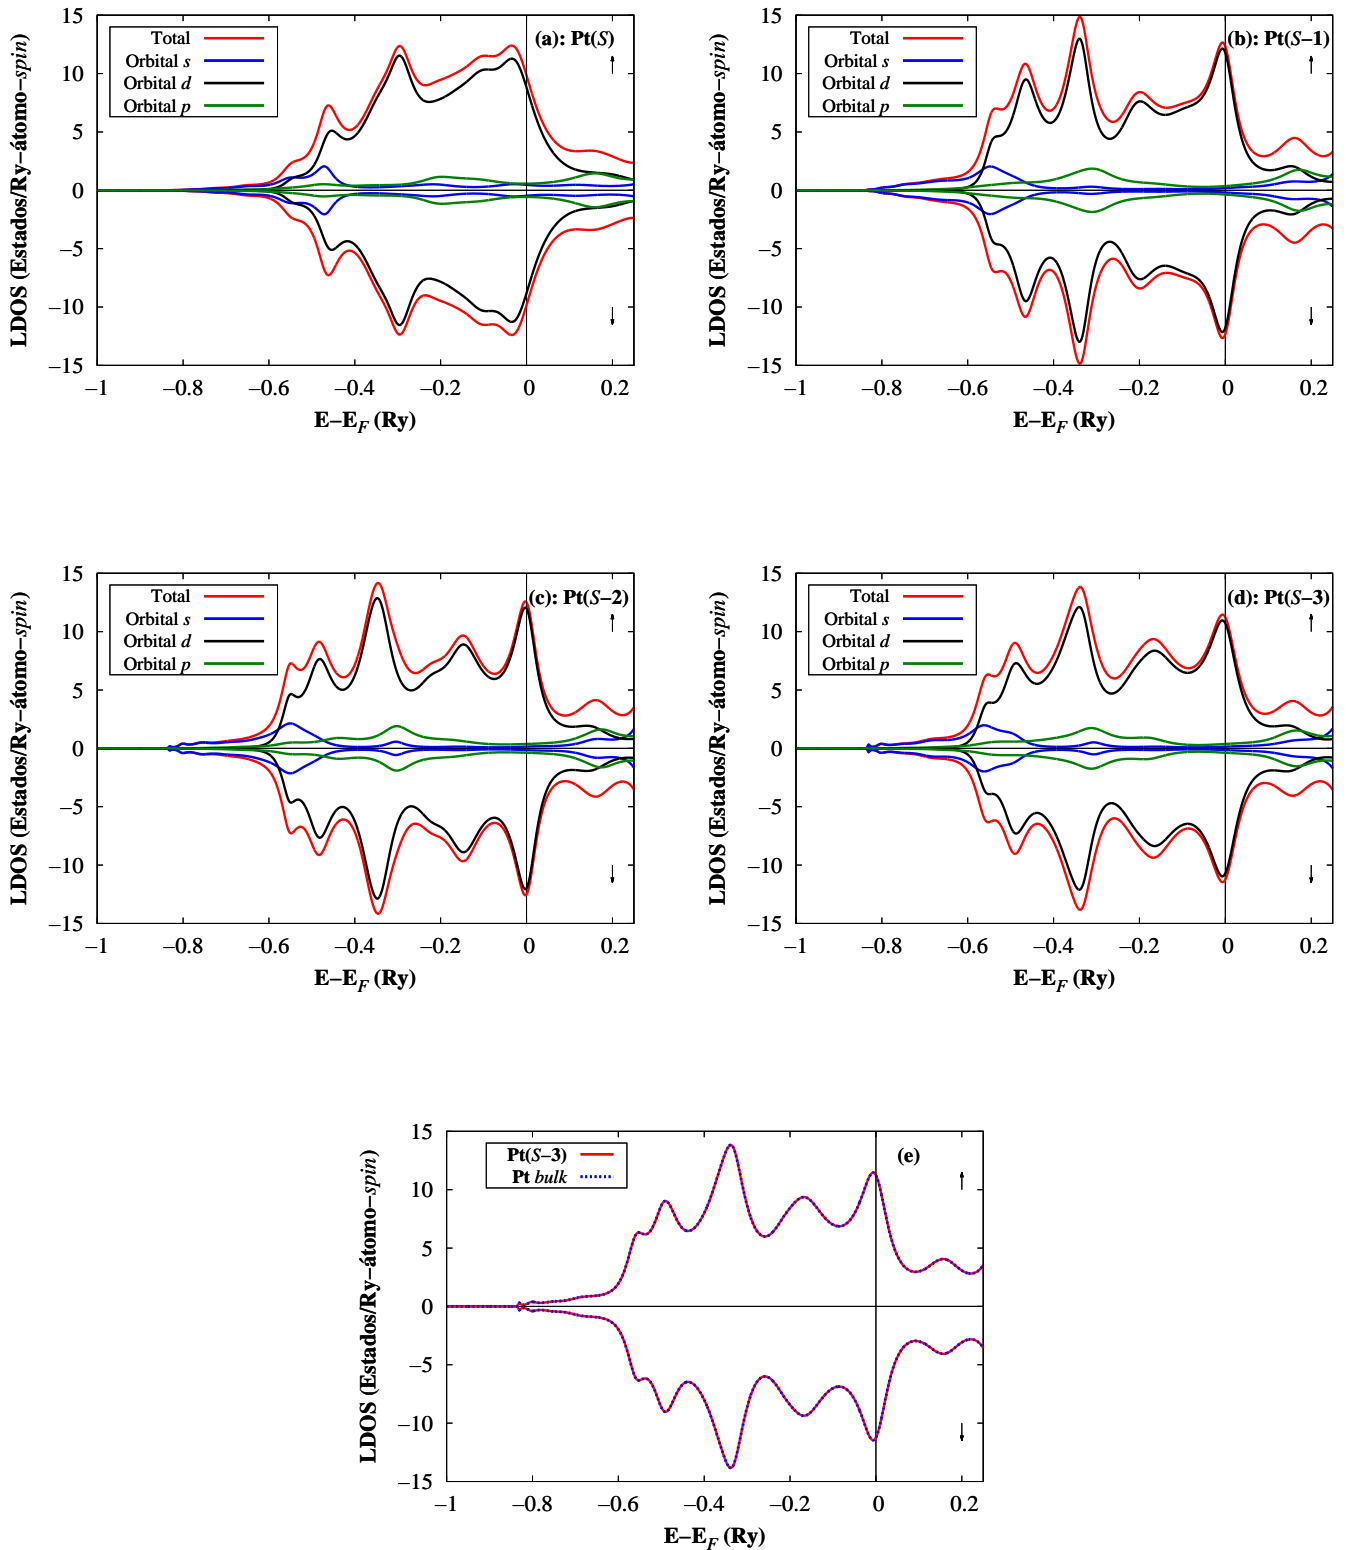 (a): Pt(S)
Total
Orbital s
Orbital d
Orbital p
15
10
5
0
−5
−10
−15
−1 −0.8 −0.6 −0.4 −0.2 0 0.2
LDOS (Estados/Ry−átomo−spin)
E−E_F (Ry)
(b): Pt(S−1)
Total
Orbital s
Orbital d
Orbital p
15
10
5
0
−5
−10
−15
−1 −0.8 −0.6 −0.4 −0.2 0 0.2
LDOS (Estados/Ry−átomo−spin)
E−E_F (Ry)
(c): Pt(S−2)
Total
Orbital s
Orbital d
Orbital p
15
10
5
0
−5
−10
−15
−1 −0.8 −0.6 −0.4 −0.2 0 0.2
LDOS (Estados/Ry−átomo−spin)
E−E_F (Ry)
(d): Pt(S−3)
Total
Orbital s
Orbital d
Orbital p
15
10
5
0
−5
−10
−15
−1 −0.8 −0.6 −0.4 −0.2 0 0.2
LDOS (Estados/Ry−átomo−spin)
E−E_F (Ry)
(e)
Pt(S−3)
Pt bulk
15
10
5
0
−5
−10
−15
−1 −0.8 −0.6 −0.4 −0.2 0 0.2
LDOS (Estados/Ry−átomo−spin)
E−E_F (Ry)